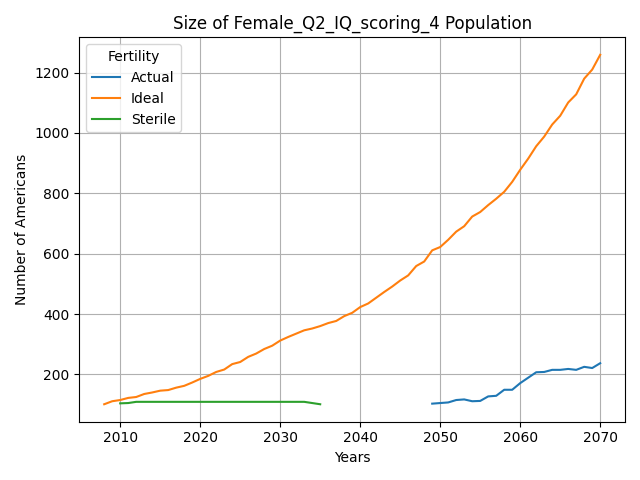 Size of Female_Q2_IQ_scoring_4 Population
Fertility
Actual
Ideal
Sterile
Number of Americans
1200
1000
800
600
400
200
2010 2020 2030 2040 2050 2060 2070
Years